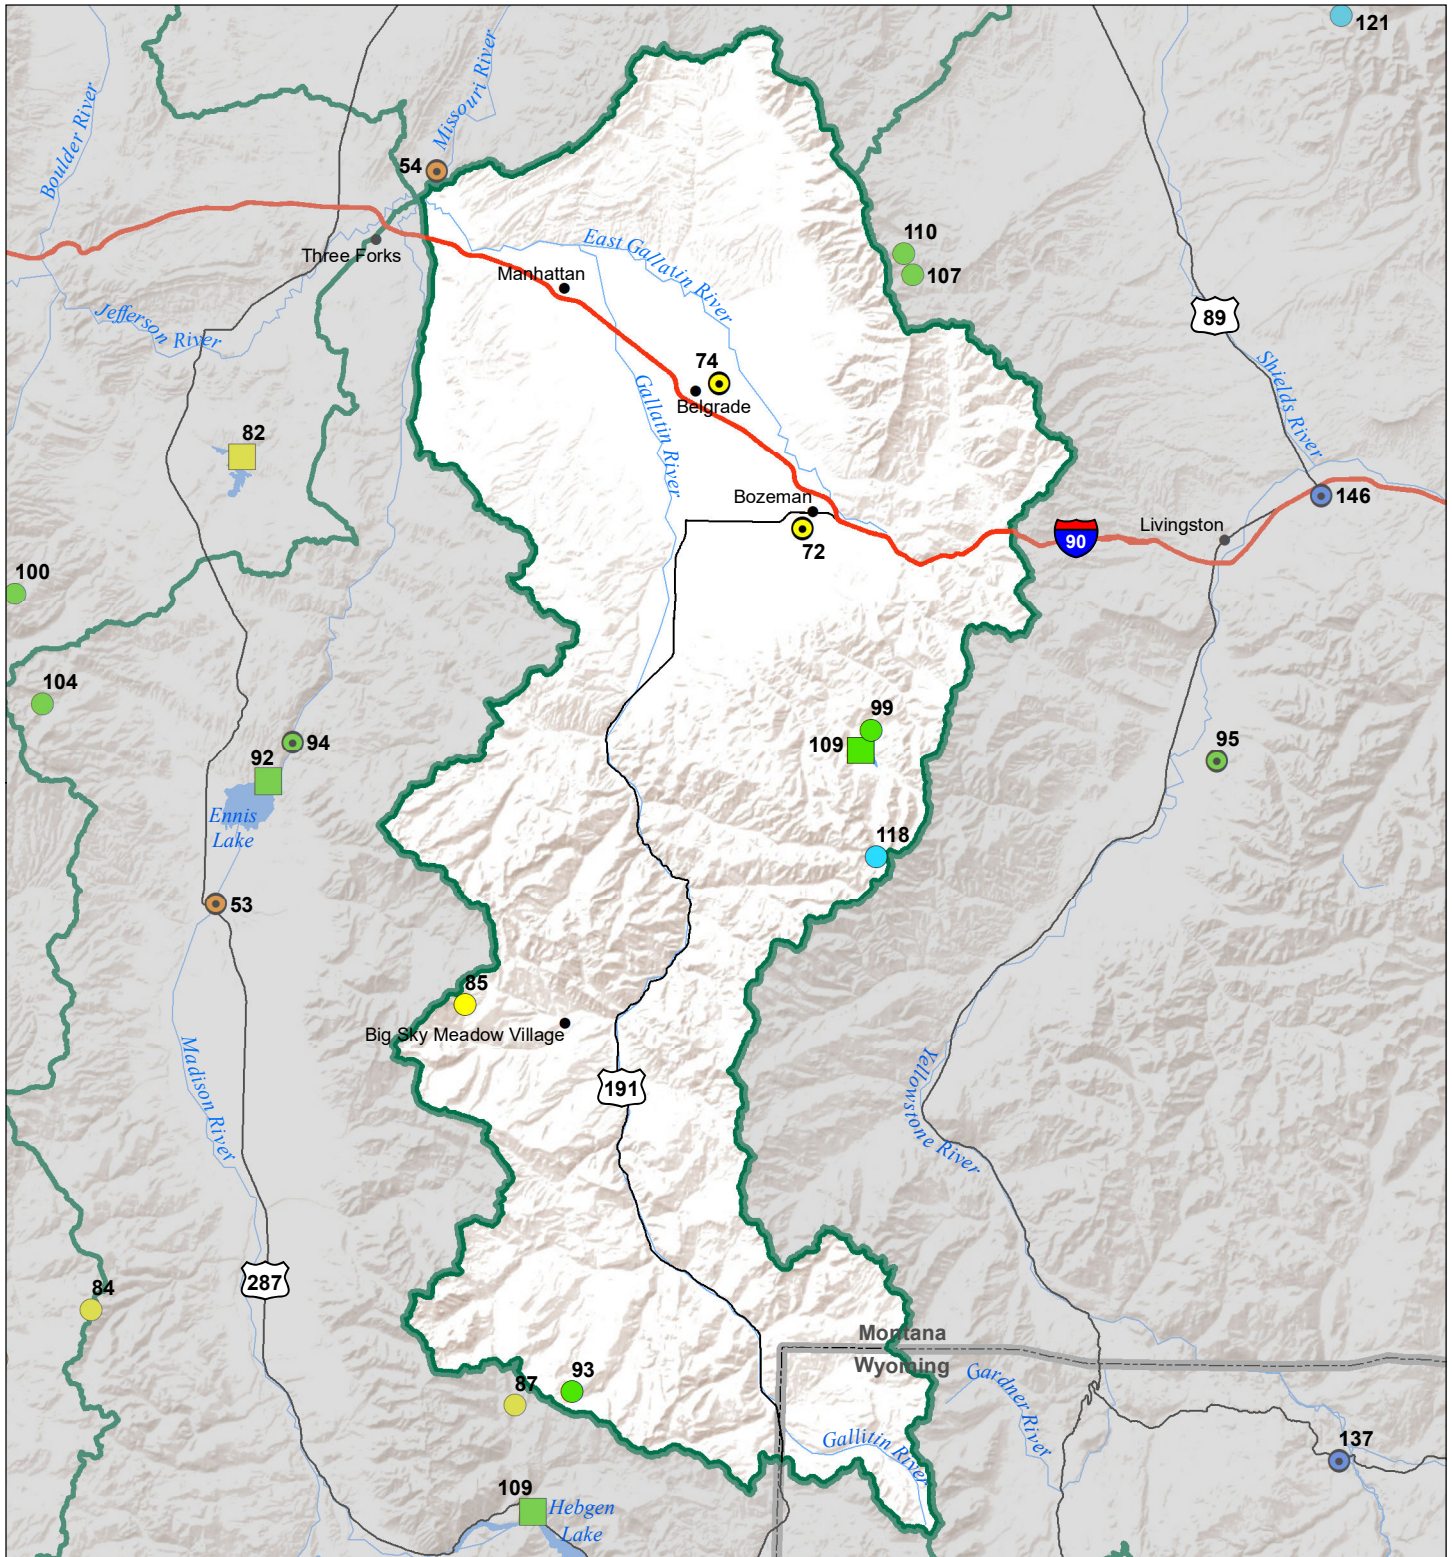 121
Missouri River
Boulder River
54
110
107
East Gallatin River
Three Forks
Manhattan
89
Jefferson River
Shields River
74
Belgrade
Gallatin River
82
Bozeman
146
Livingston
90
72
100
104
99
94
109
95
92
Ennis
Lake
118
53
85
Big Sky Meadow Village
Madison River
Yellowstone River
191
287
84
Montana
Wyoming
93
87
Gardner River
Gallitin River
137
109
Hebgen
Lake